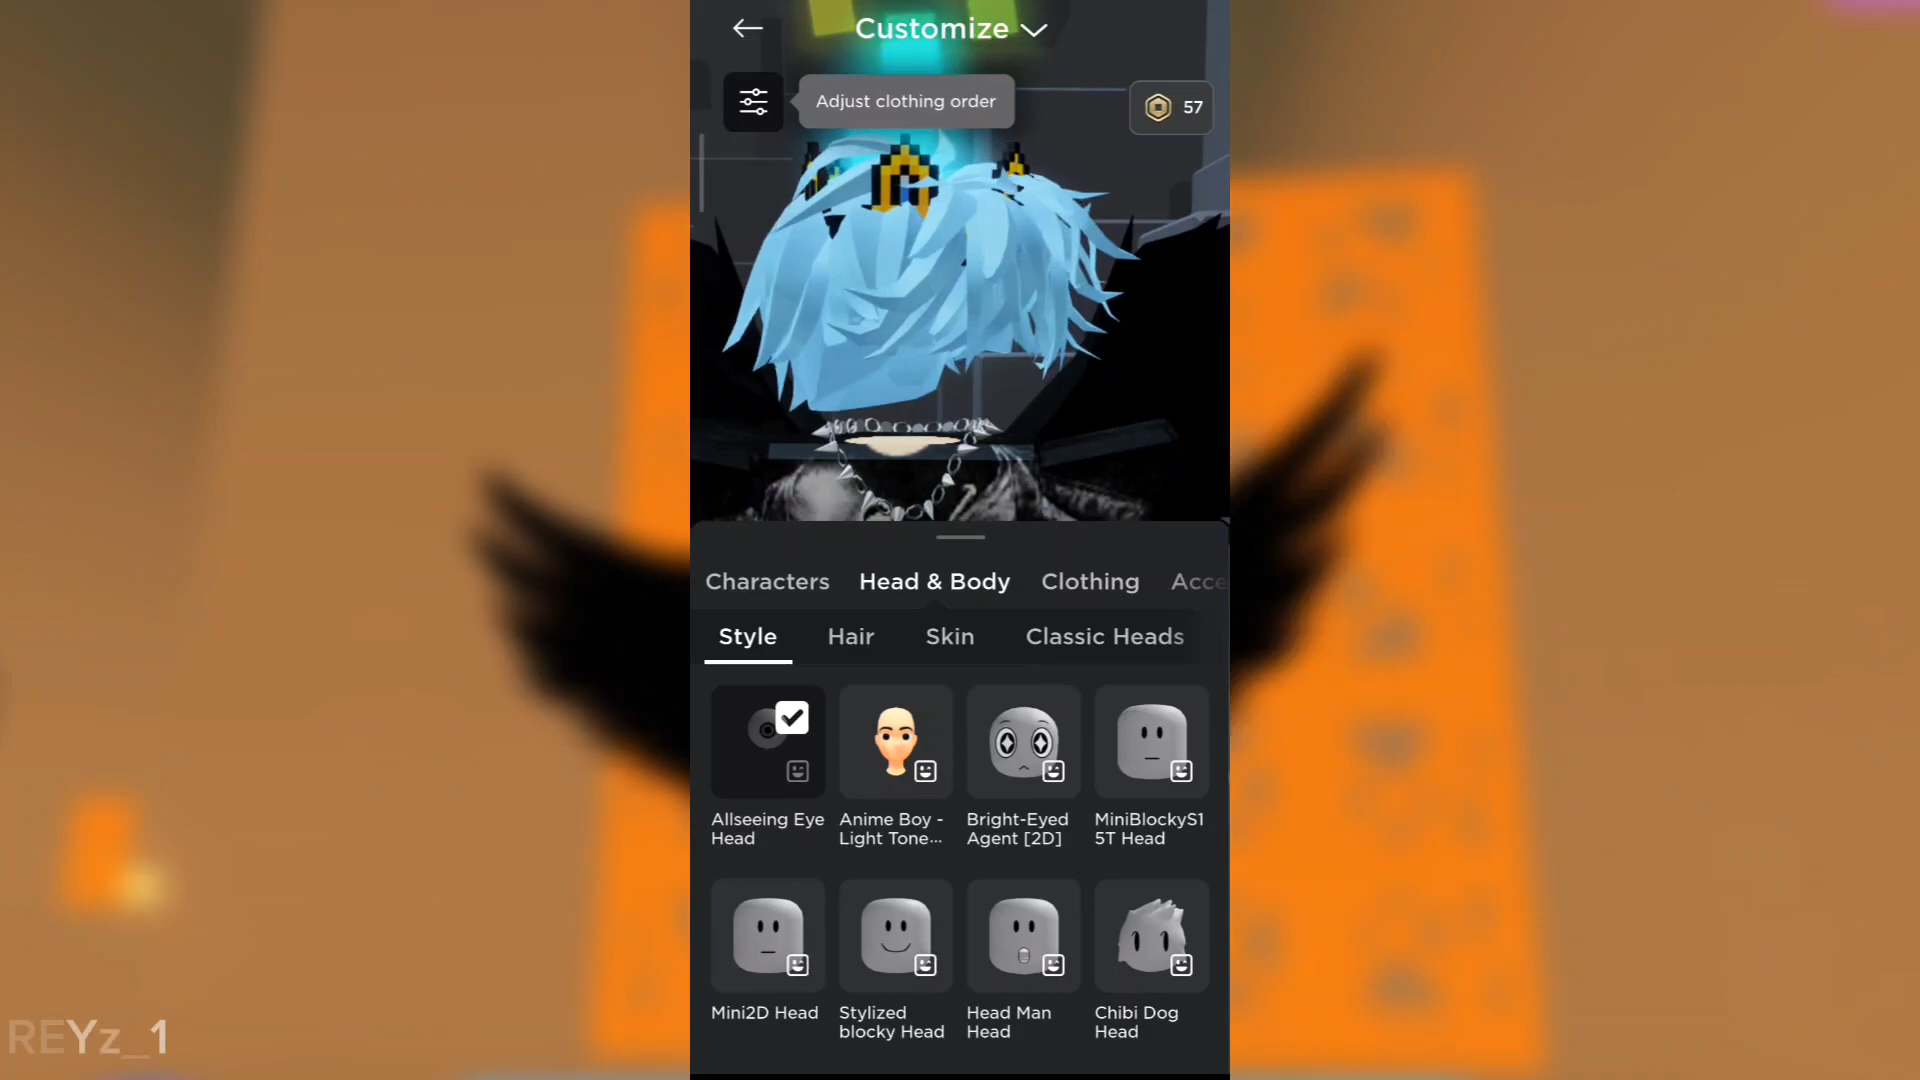 Customize
Adjust clothing order
57
Characters Head & Body Clothing Acce
Style Hair Skin Classic Heads
Allseeing Eye
Head
Anime Boy -
Light Tone...
Bright-Eyed
Agent [2D]
MiniBlockyS1
5T Head
Mini2D Head
Stylized
blocky Head
Head Man
Head
Chibi Dog
Head
REYz_1